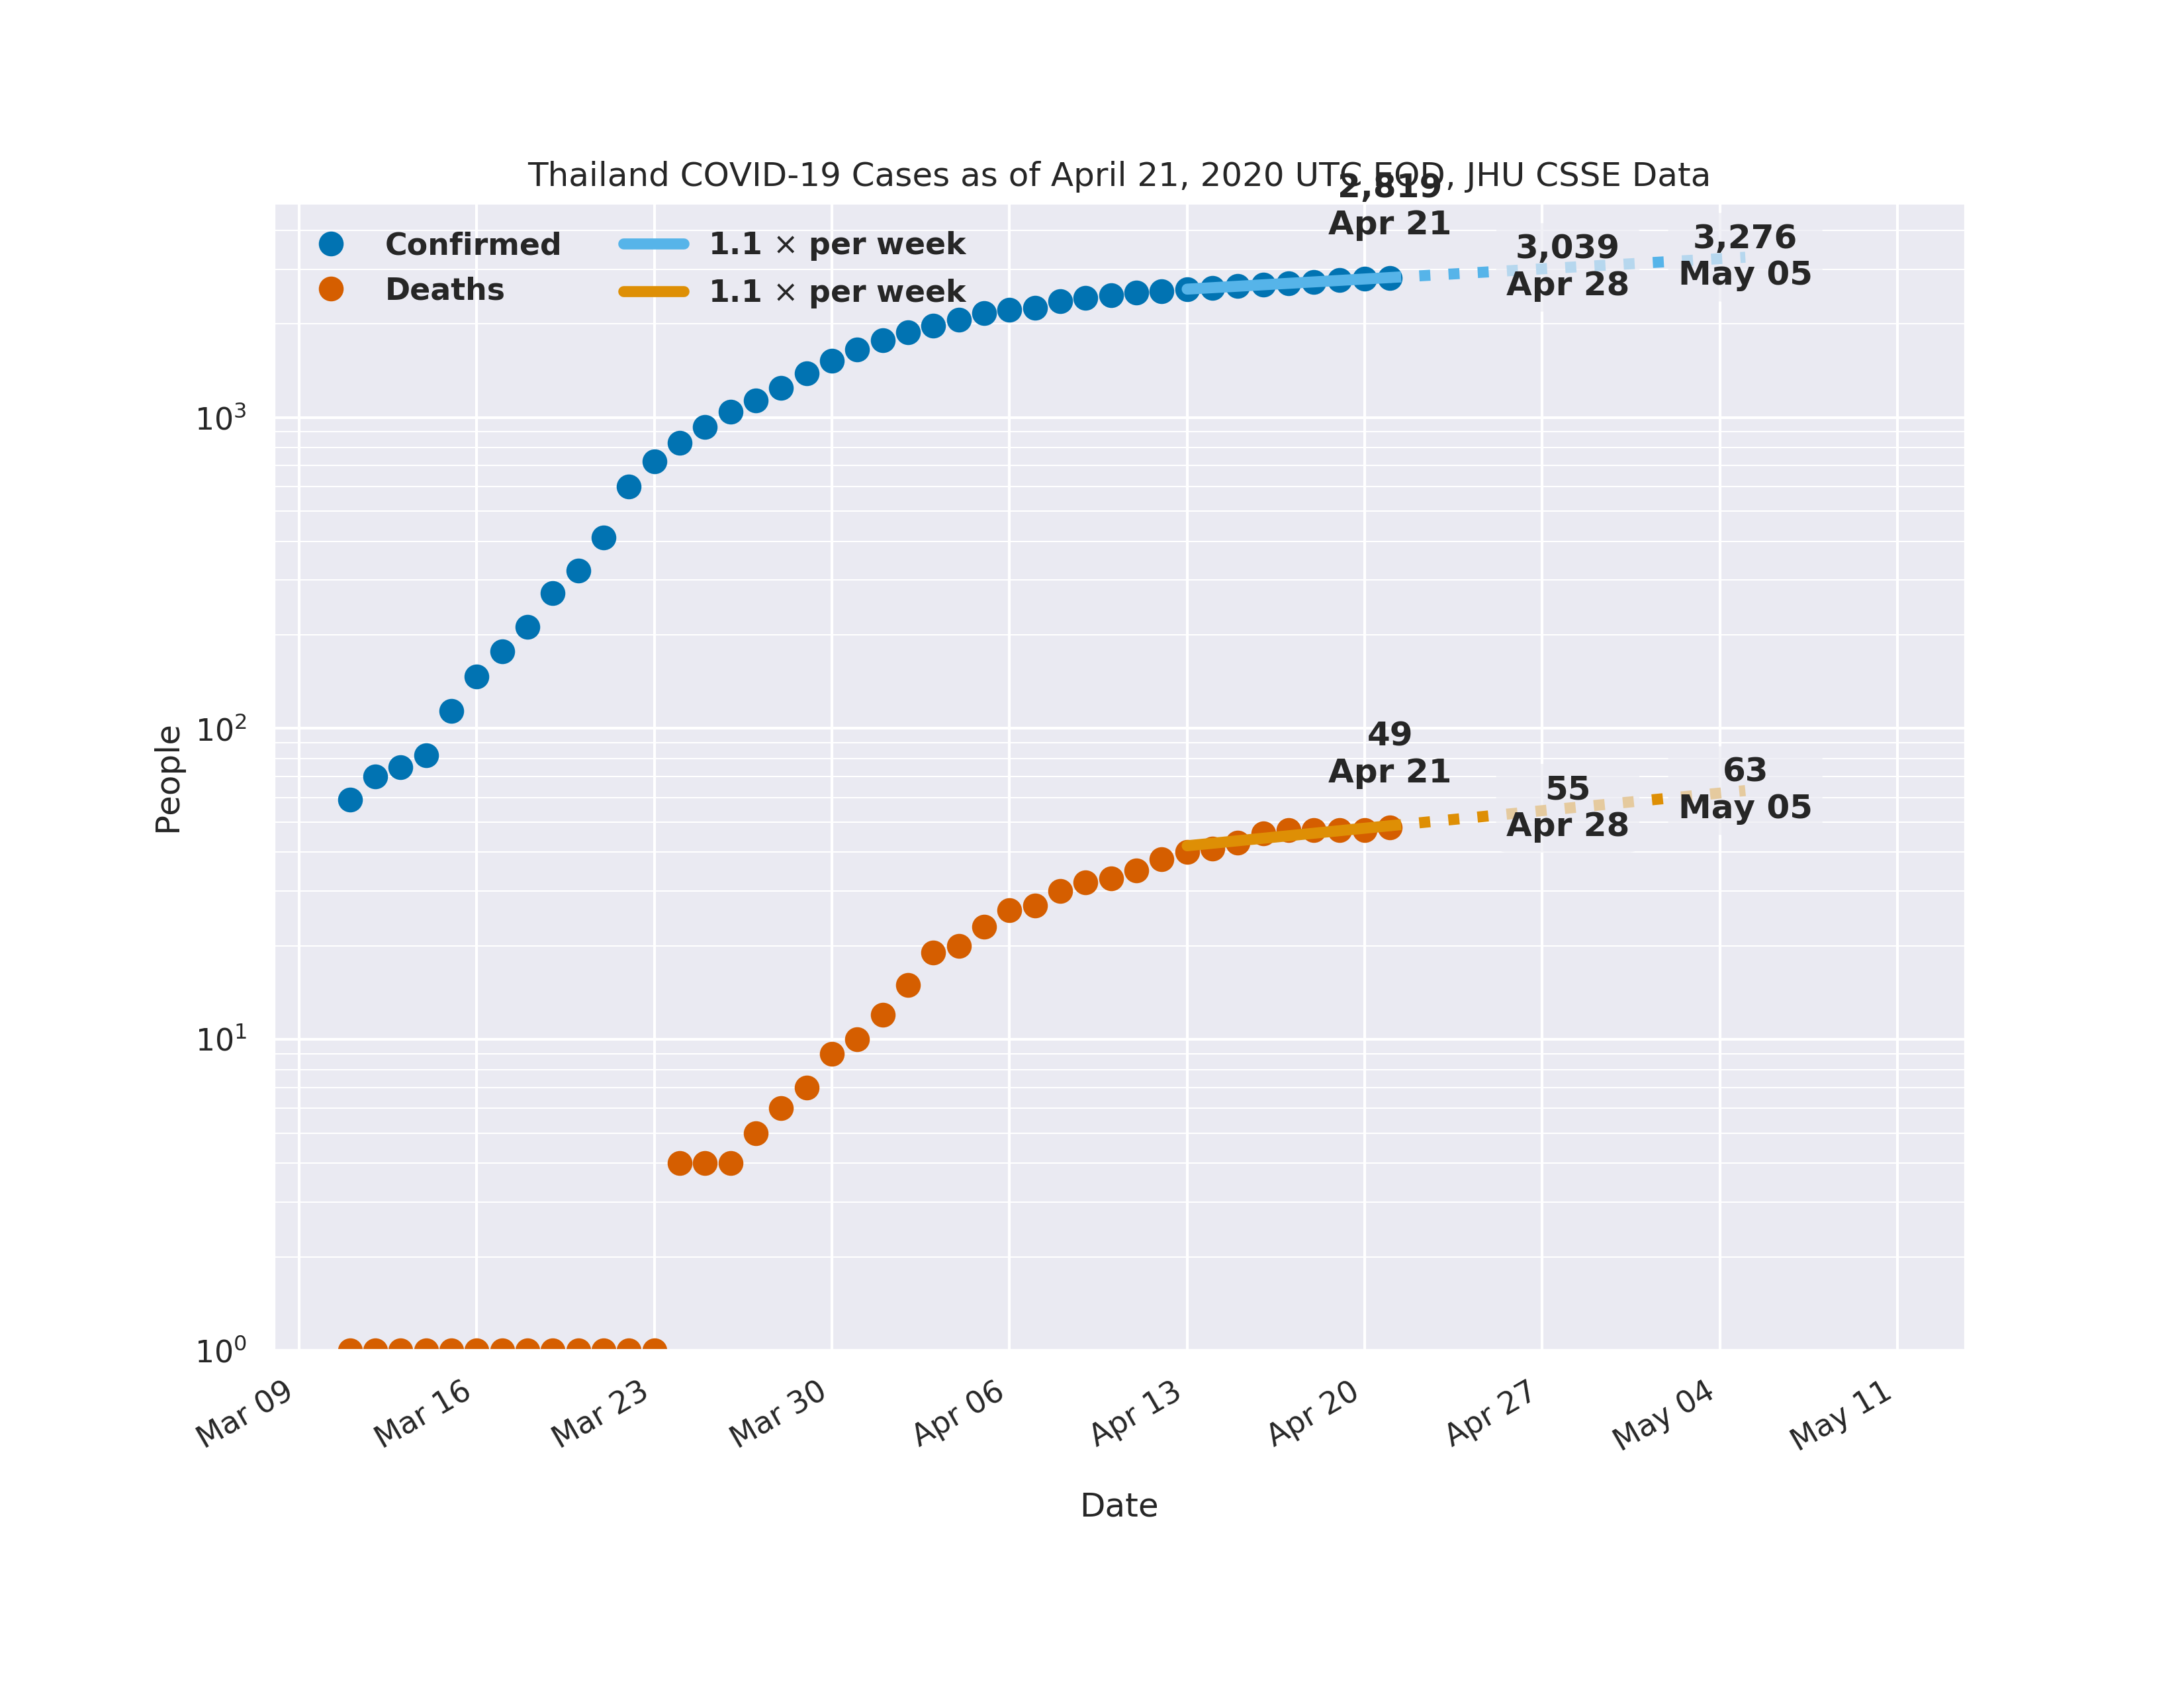 Thailand COVID-19 Cases as of April 21, 2020 UTC EOD, JHU CSSE Data
2,819
Apr 21
3,039
Apr 28
3,276
May 05
Confirmed
Deaths
1.1 × per week
1.1 × per week
10³
10²
10¹
10⁰
People
49
Apr 21
55
Apr 28
63
May 05
Mar 09
Mar 16
Mar 23
Mar 30
Apr 06
Apr 13
Apr 20
Apr 27
May 04
May 11
Date